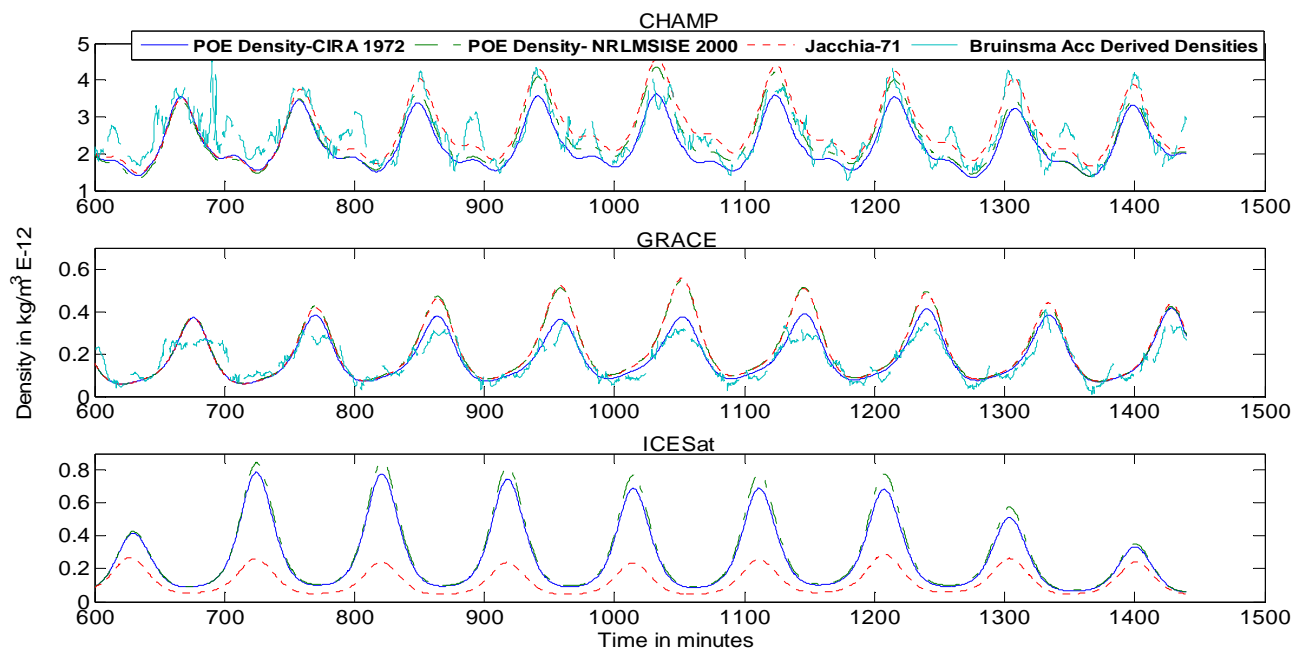 CHAMP
POE Density-CIRA 1972 POE Density- NRLMSISE 2000 Jacchia-71 Bruinsma Acc Derived Densities
5
4
3
2
1
600 700 800 900 1000 1100 1200 1300 1400 1500
GRACE
Density in kg/m³ E-12
0.6
0.4
0.2
0
600 700 800 900 1000 1100 1200 1300 1400 1500
ICESat
0.8
0.6
0.4
0.2
0
600 700 800 900 1000 1100 1200 1300 1400 1500
Time in minutes